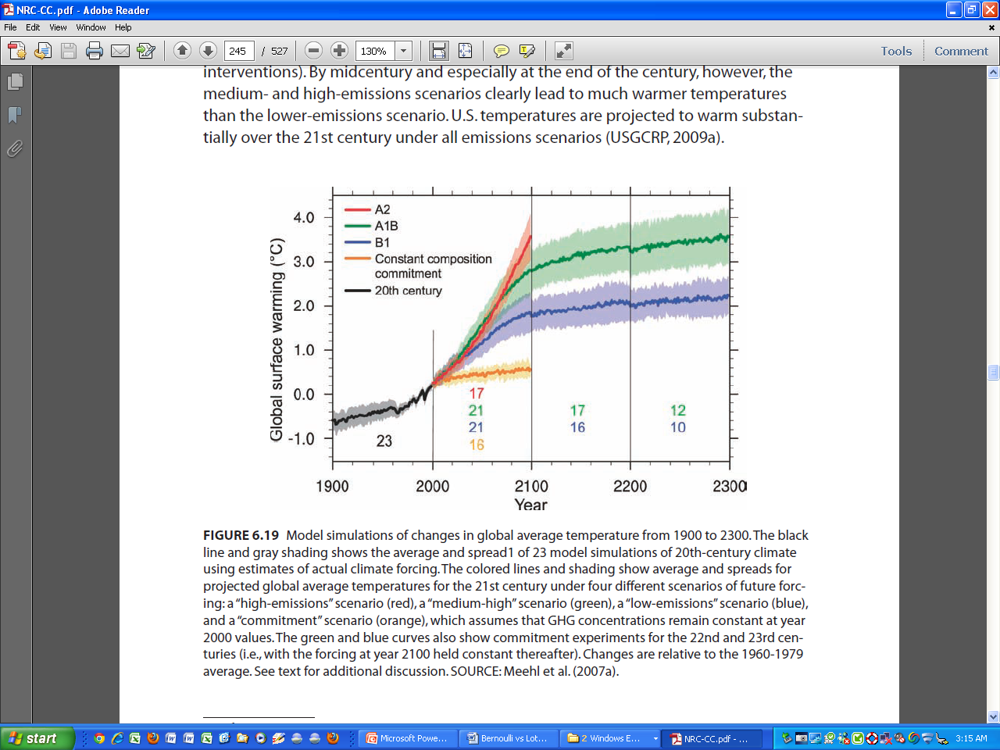 NRC-CC.pdf - Adobe Reader
File Edit View Window Help
245 / 527 130% Tools Comment
interventions). By midcentury and especially at the end of the century, however, the
medium- and high-emissions scenarios clearly lead to much warmer temperatures
than the lower-emissions scenario. U.S. temperatures are projected to warm substan-
tially over the 21st century under all emissions scenarios (USGCRP, 2009a).
Global surface warming (°C)
4.0
3.0
2.0
1.0
0.0
-1.0
A2
A1B
B1
Constant composition
commitment
20th century
23
17
21
21
16
17
16
12
10
1900 2000 2100 2200 2300
Year
FIGURE 6.19 Model simulations of changes in global average temperature from 1900 to 2300. The black
line and gray shading shows the average and spread1 of 23 model simulations of 20th-century climate
using estimates of actual climate forcing. The colored lines and shading show average and spreads for
projected global average temperatures for the 21st century under four different scenarios of future forc-
ing: a “high-emissions” scenario (red), a “medium-high” scenario (green), a “low-emissions” scenario (blue),
and a “commitment” scenario (orange), which assumes that GHG concentrations remain constant at year
2000 values. The green and blue curves also show commitment experiments for the 22nd and 23rd cen-
turies (i.e., with the forcing at year 2100 held constant thereafter). Changes are relative to the 1960-1979
average. See text for additional discussion. SOURCE: Meehl et al. (2007a).
start Microsoft Powe... Bernoulli vs Lot... 2 Windows E... NRC-CC.pdf - ... 3:15 AM